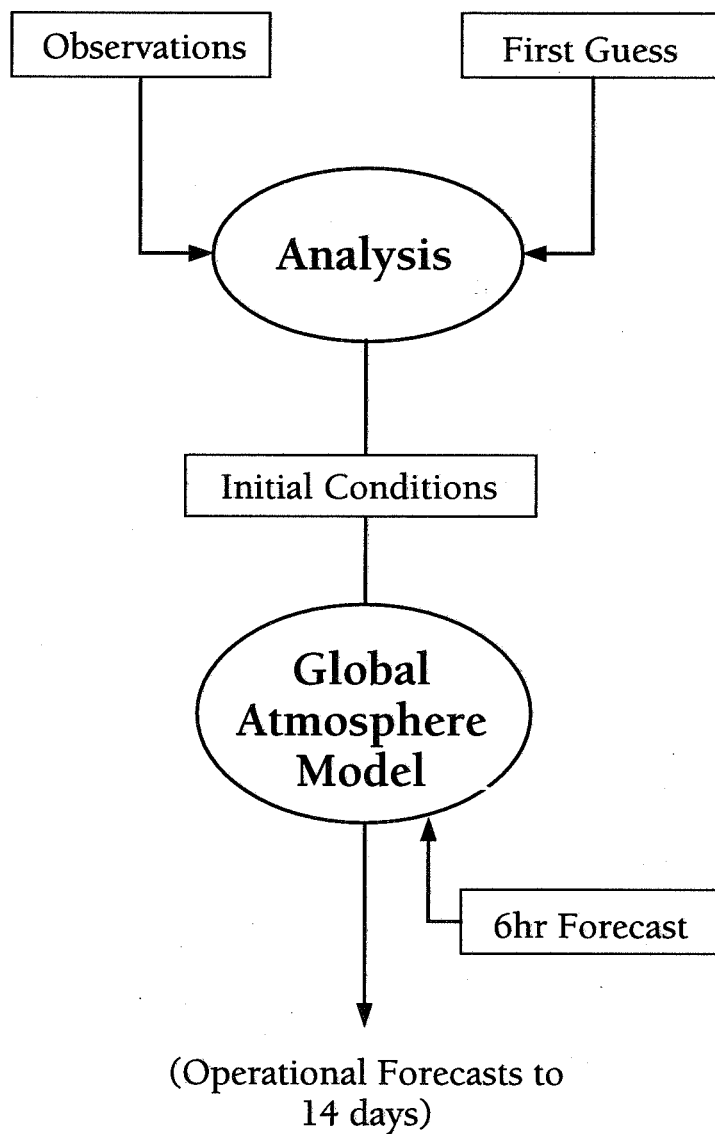 Observations
First Guess
Analysis
Initial Conditions
Global
Atmosphere
Model
6hr Forecast
(Operational Forecasts to
14 days)